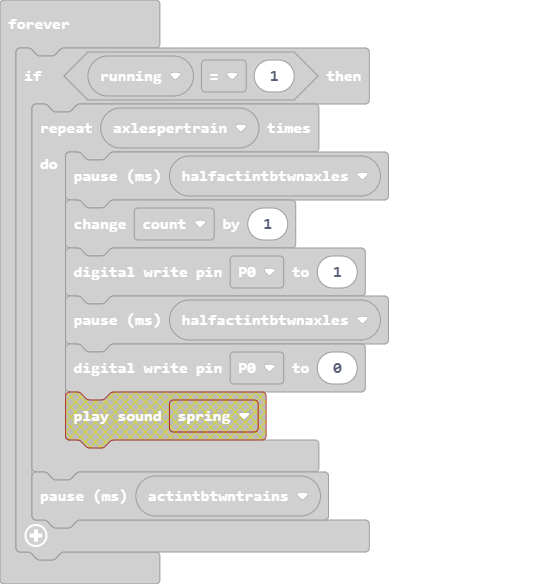 forever
if running = 1 then
repeat axlespertrain times
do
pause (ms) halfactintbtwnaxles
change count by 1
digital write pin P0 to 1
pause (ms) halfactintbtwnaxles
digital write pin P0 to 0
play sound spring
pause (ms) actintbtwntrains